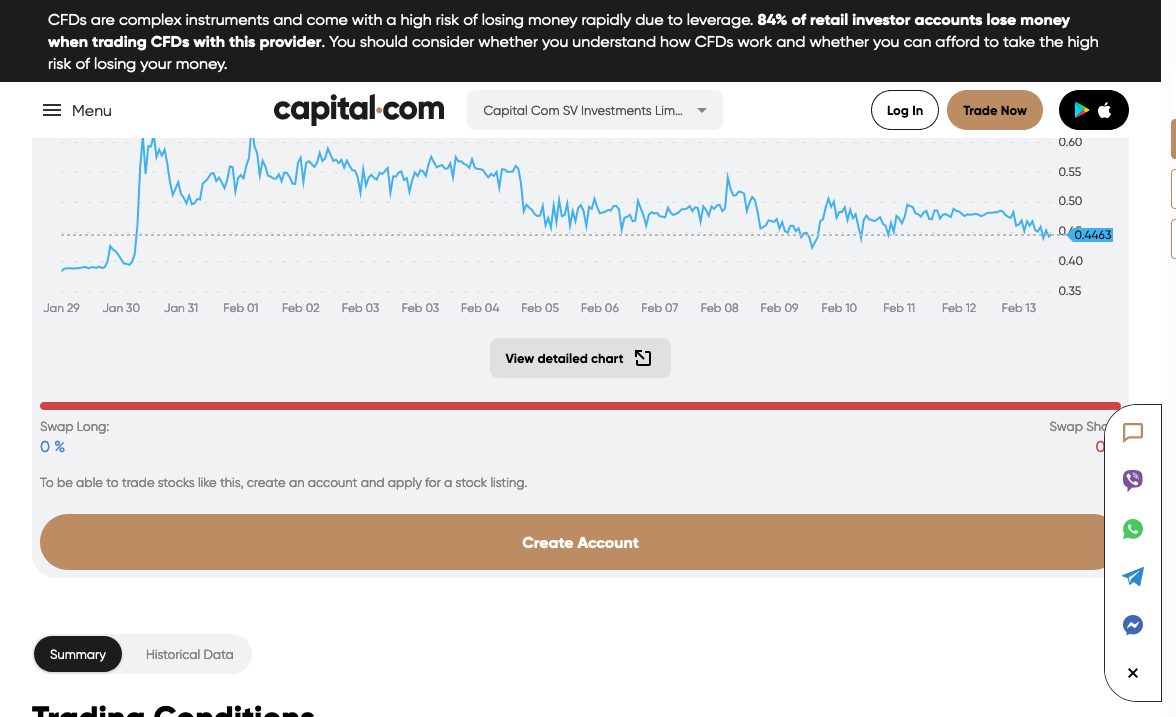 CFDs are complex instruments and come with a high risk of losing money rapidly due to leverage. 84% of retail investor accounts lose money
when trading CFDs with this provider. You should consider whether you understand how CFDs work and whether you can afford to take the high
risk of losing your money.
Menu
capital.com
Capital Com SV Investments Lim...
Log In
Trade Now
0.60
0.55
0.50
0.4463
0.40
0.35
Jan 29 Jan 30 Jan 31 Feb 01 Feb 02 Feb 03 Feb 03 Feb 04 Feb 05 Feb 06 Feb 07 Feb 08 Feb 09 Feb 10 Feb 11 Feb 12 Feb 13
View detailed chart
Swap Long:
Swap Sho
0 %
0
To be able to trade stocks like this, create an account and apply for a stock listing.
Create Account
Summary
Historical Data
Trading Conditions